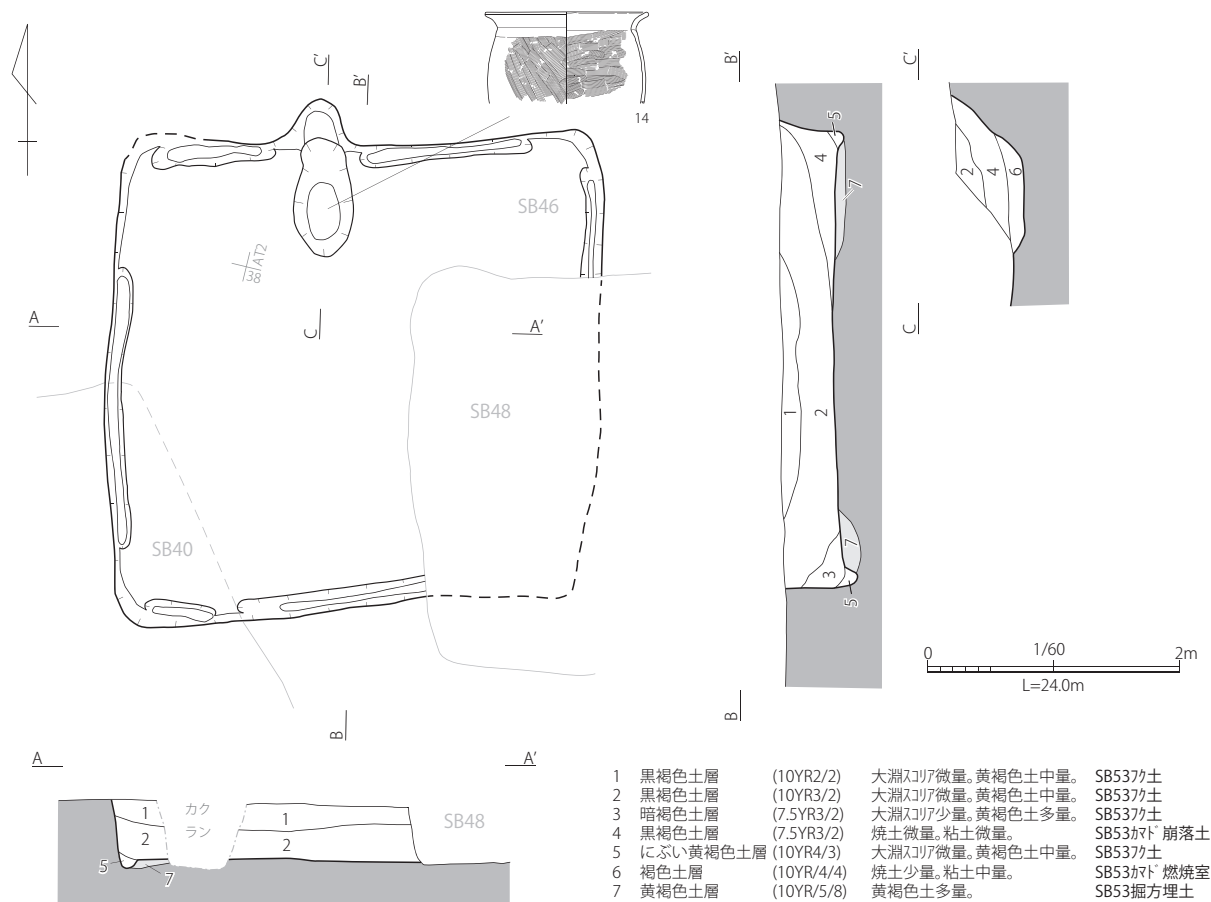 14
C'
B'
SB46
AT2
38
A
A'
C
SB48
SB40
B
B'
5
4
7
1
2
7
3
5
B
C'
2
4
6
C
0 1/60 2m
L=24.0m
A
A'
カク
ラン
1
2
1
2
SB48
5
7
1 黒褐色土層 (10YR2/2) 大淵ｽｺﾘｱ微量。黄褐色土中量。 SB53ﾌｸ土
2 黒褐色土層 (10YR3/2) 大淵ｽｺﾘｱ微量。黄褐色土中量。 SB53ﾌｸ土
3 暗褐色土層 (7.5YR3/2) 大淵ｽｺﾘｱ少量。黄褐色土多量。 SB53ﾌｸ土
4 黒褐色土層 (7.5YR3/2) 焼土微量。粘土微量。 SB53ｶﾏﾄﾞ崩落土
5 にぶい黄褐色土層 (10YR4/3) 大淵ｽｺﾘｱ微量。黄褐色土中量。 SB53ﾌｸ土
6 褐色土層 (10YR/4/4) 焼土少量。粘土中量。 SB53ｶﾏﾄﾞ燃焼室
7 黄褐色土層 (10YR/5/8) 黄褐色土多量。 SB53掘方埋土